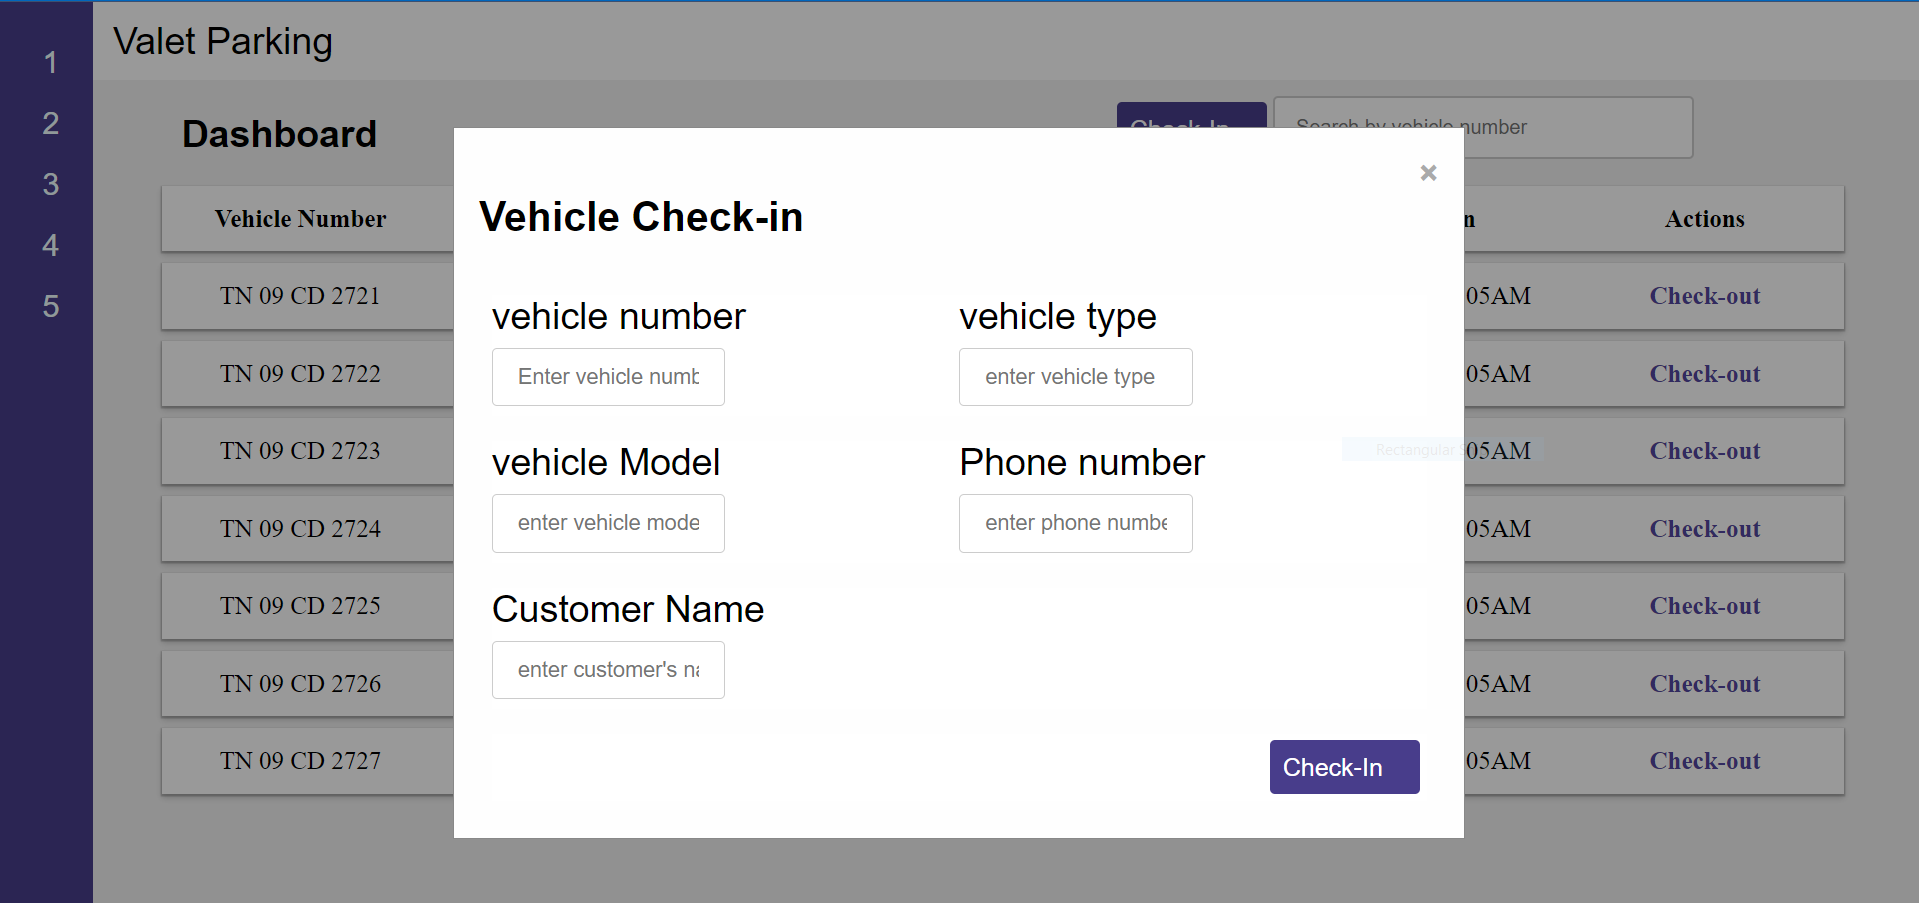 Valet Parking
1
2
3
4
5
Dashboard
Check-In
Search by vehicle number
Vehicle Number
n
Actions
TN 09 CD 2721
05AM
Check-out
TN 09 CD 2722
05AM
Check-out
TN 09 CD 2723
05AM
Check-out
TN 09 CD 2724
05AM
Check-out
TN 09 CD 2725
05AM
Check-out
TN 09 CD 2726
05AM
Check-out
TN 09 CD 2727
05AM
Check-out
×
Vehicle Check-in
vehicle number
Enter vehicle numb
vehicle type
enter vehicle type
vehicle Model
enter vehicle mode
Phone number
enter phone numbe
Rectangular S
Customer Name
enter customer's na
Check-In